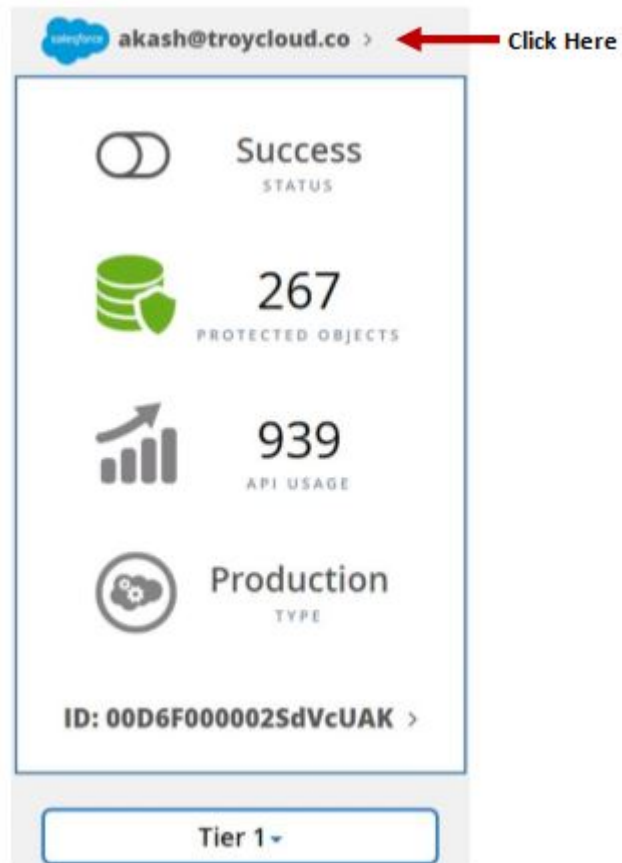 salesforce akash@troycloud.co > Click Here
Success
STATUS
267
PROTECTED OBJECTS
939
API USAGE
Production
TYPE
ID: 00D6F000002SdVcUAK >
Tier 1